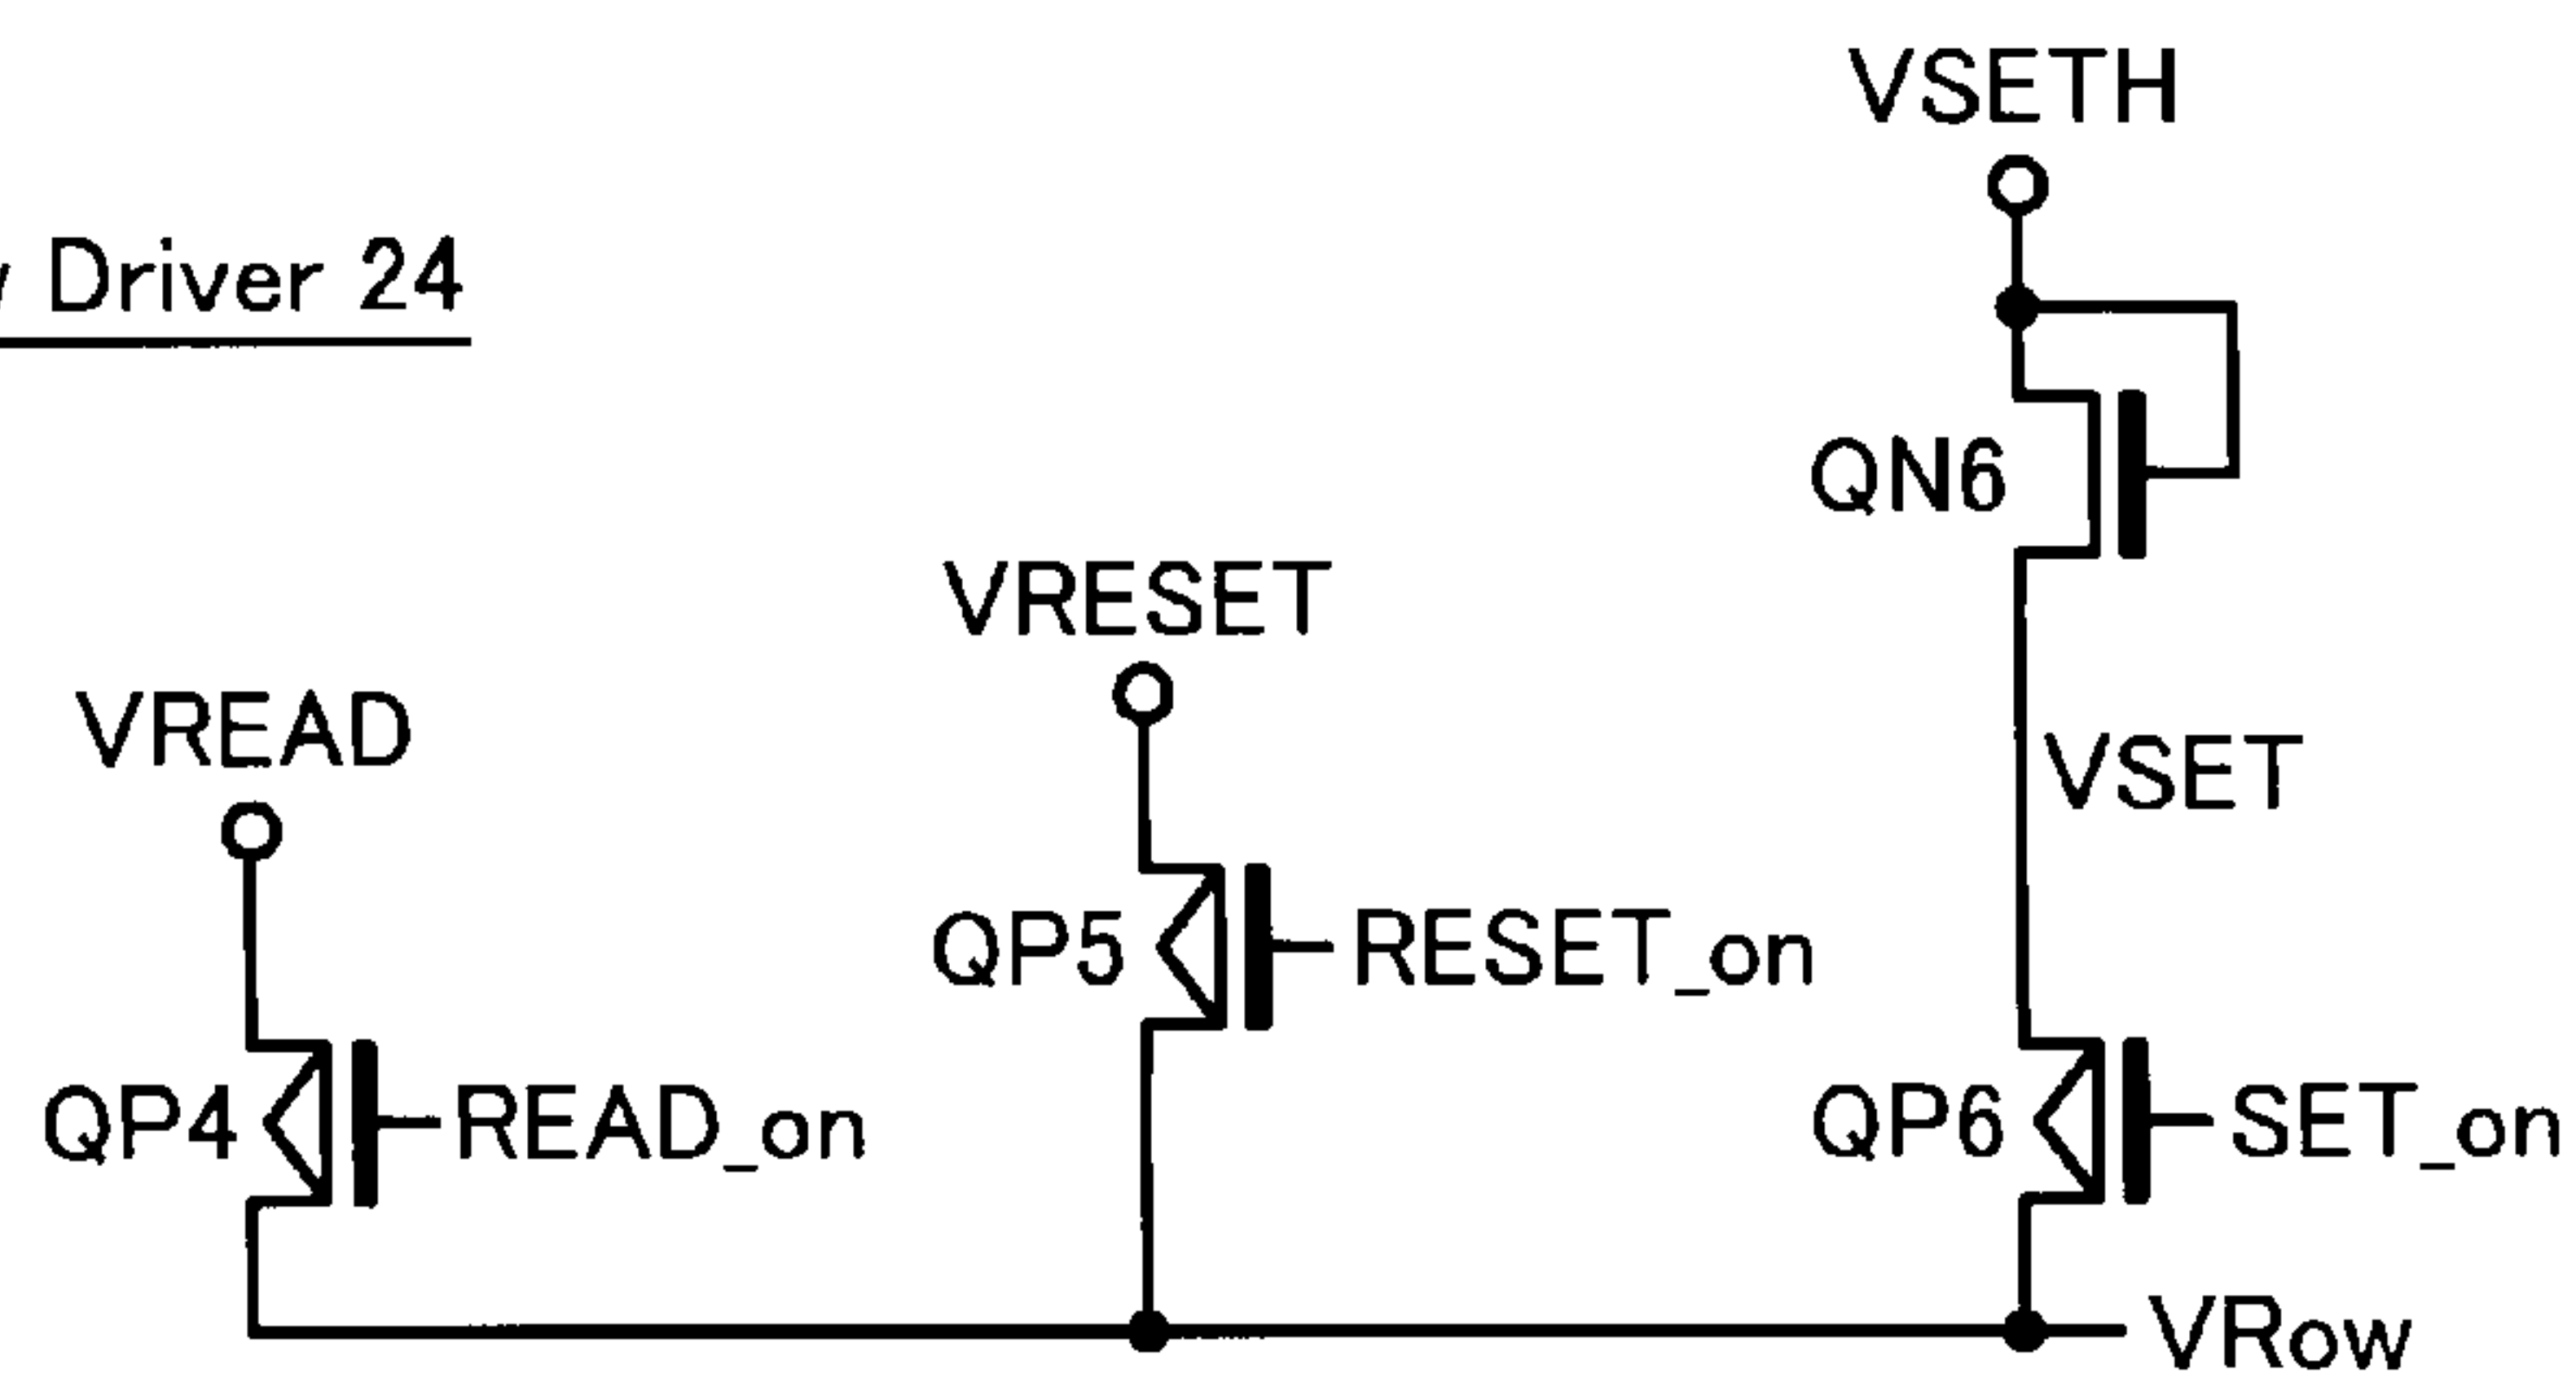 VSETH
Driver 24
QN6
VRESET
VREAD
VSET
QP5
RESET_on
QP4
READ_on
QP6
SET_on
VRow